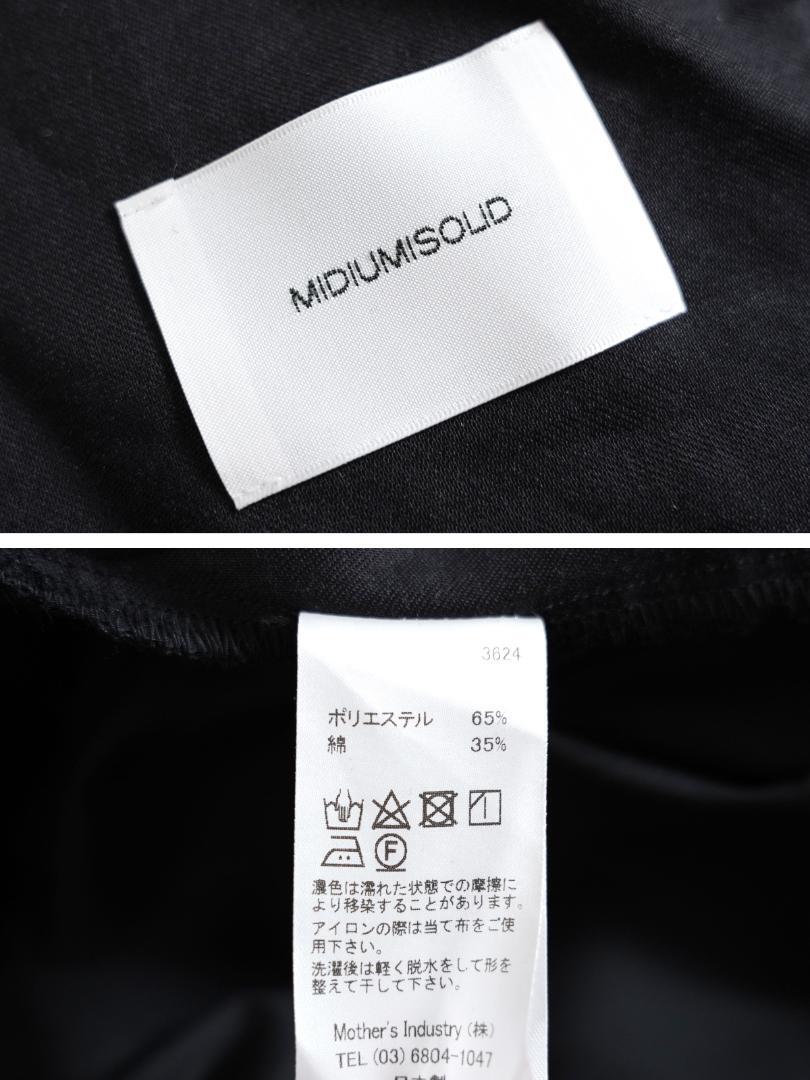 MIDIUMISOLID
3624
ポリエステル 65%
綿 35%
F
濃色は濡れた状態での摩擦に
より移染することがあります。
アイロンの際は当て布をご使
用下さい。
洗濯後は軽く脱水をして形を
整えて干して下さい。
Mother's Industry (株)
TEL (03) 6804-1047
日本製